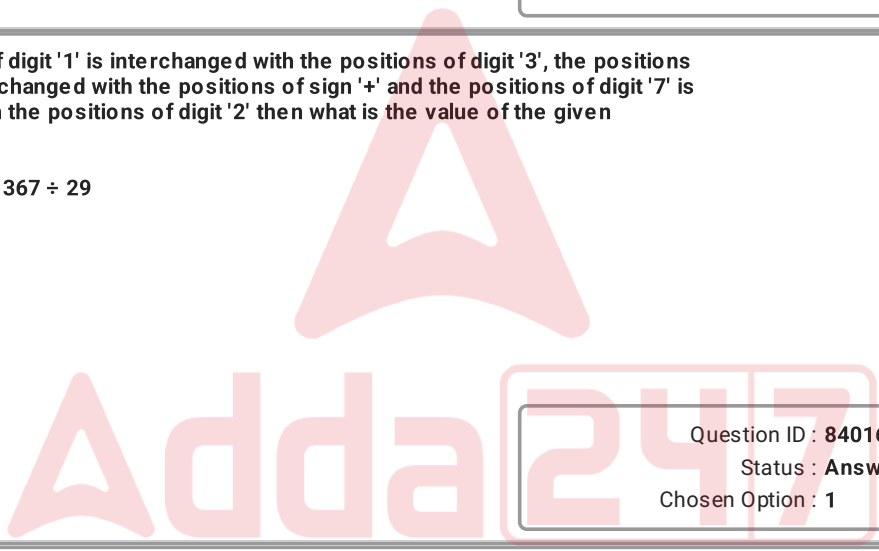 digit '1' is interchanged with the positions of digit '3', the positions
changed with the positions of sign '+' and the positions of digit '7' is
the positions of digit '2' then what is the value of the given
367 ÷ 29
Adda247
Question ID : 8401
Status : Answ
Chosen Option : 1